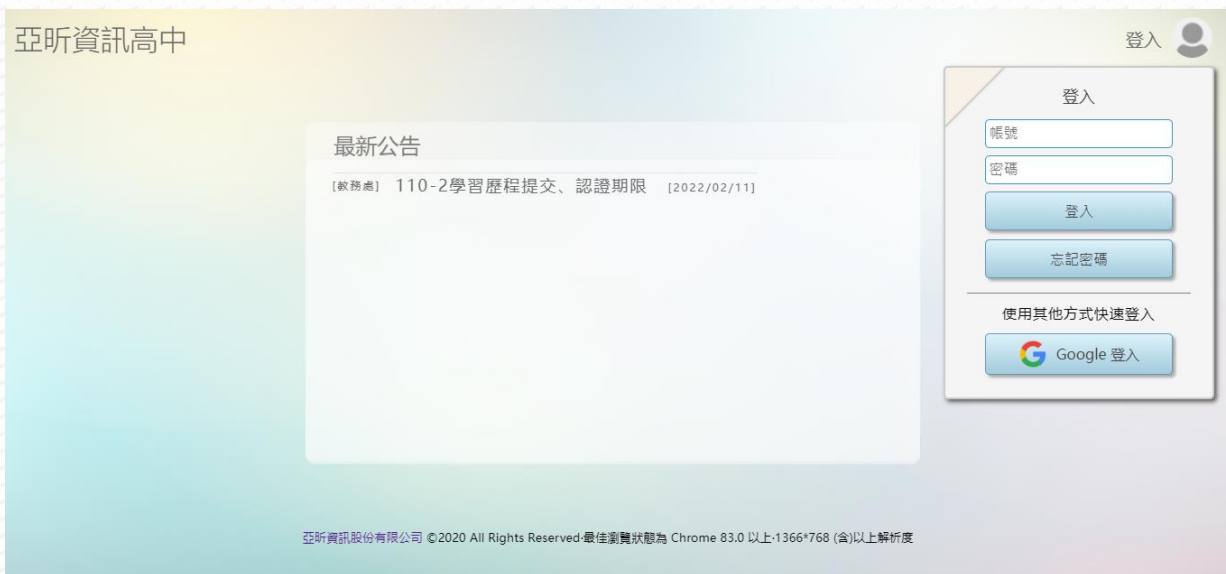 亞昕資訊高中
登入
登入
帳號
密碼
登入
忘記密碼
使用其他方式快速登入
Google 登入
最新公告
[教務處] 110-2學習歷程提交、認證期限 [2022/02/11]
亞昕資訊股份有限公司 ©2020 All Rights Reserved·最佳瀏覽狀態為 Chrome 83.0 以上·1366*768 (含)以上解析度